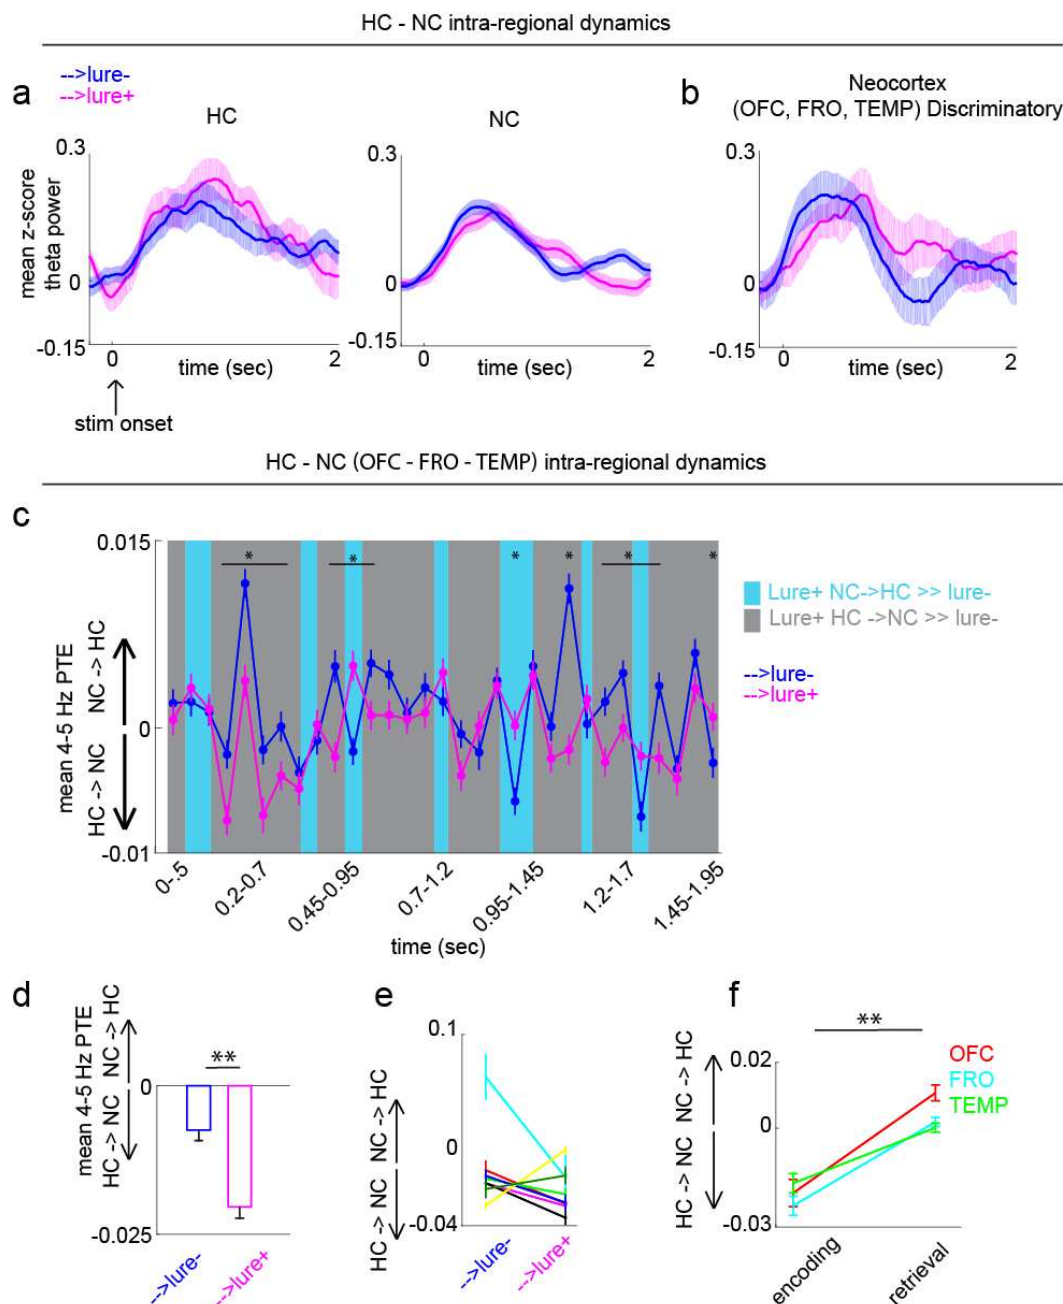 HC - NC intra-regional dynamics
a
-->lure-
-->lure+
HC
NC
b
Neocortex
(OFC, FRO, TEMP) Discriminatory
mean z-score
theta power
0.3
0
-0.15
0
time (sec)
2
stim onset
0.3
0
-0.15
0
time (sec)
2
0.3
0
-0.15
0
time (sec)
2
HC - NC (OFC - FRO - TEMP) intra-regional dynamics
c
mean 4-5 Hz PTE
HC -> NC
NC -> HC
0.015
0
-0.01
*
*
*
*
*
*
0-.5
0.2-0.7
0.45-0.95
0.7-1.2
0.95-1.45
1.2-1.7
1.45-1.95
time (sec)
Lure+ NC->HC >> lure-
Lure+ HC ->NC >> lure-
-->lure-
-->lure+
d
mean 4-5 Hz PTE
HC -> NC
NC -> HC
0
-0.025
**
-->lure-
-->lure+
e
HC -> NC
NC -> HC
0.1
0
-0.04
-->lure-
-->lure+
f
HC -> NC
NC -> HC
0.02
0
-0.03
**
OFC
FRO
TEMP
encoding
retrieval